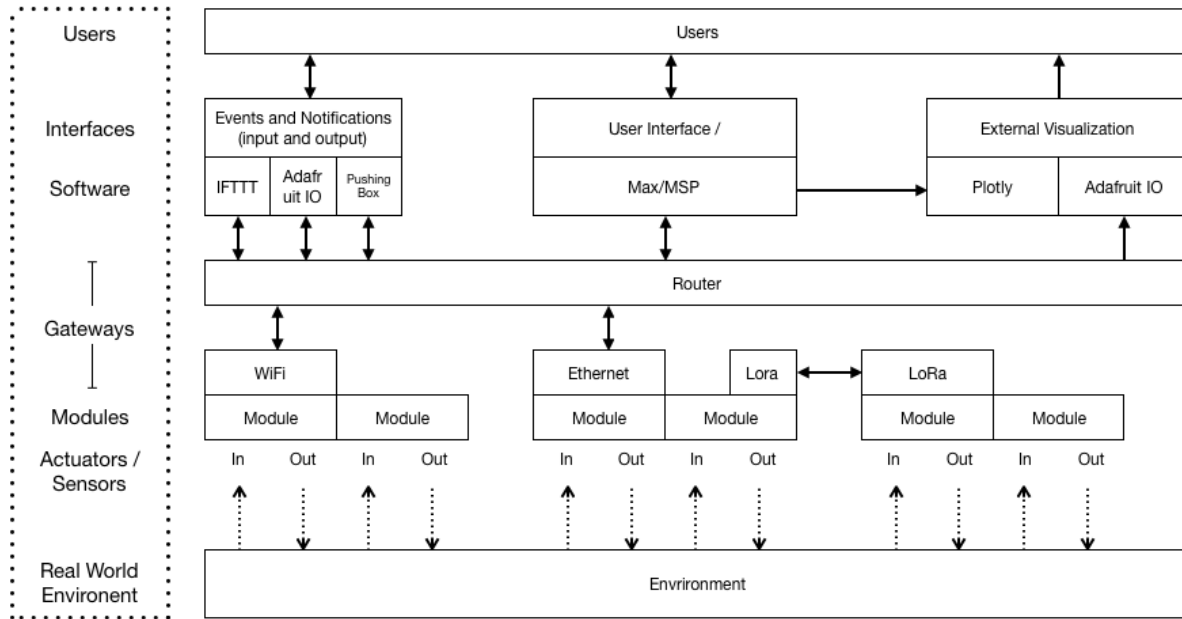 Users
Users
Interfaces
Events and Notifications
(input and output)
User Interface /
External Visualization
Software
IFTTT
Adafr
uit IO
Pushing
Box
Max/MSP
Plotly
Adafruit IO
Router
Gateways
WiFi
Ethernet
Lora
LoRa
Modules
Module
Module
Module
Module
Module
Module
Actuators /
Sensors
In
Out
In
Out
In
Out
In
Out
In
Out
In
Out
Real World
Environent
Envrironment